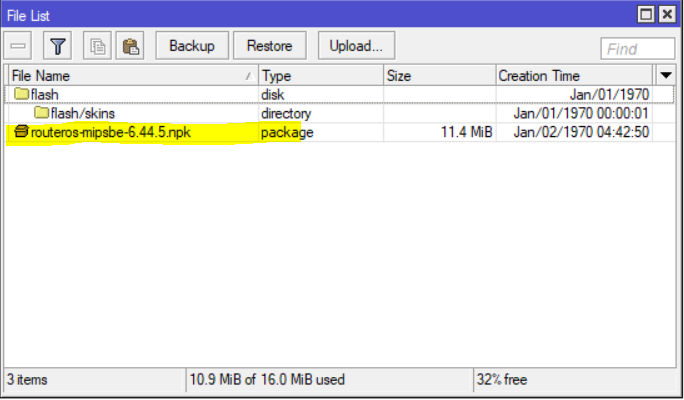 File List
Backup Restore Upload... Find
File Name Type Size Creation Time
flash disk Jan/01/1970
flash/skins directory Jan/01/1970 00:00:01
routeros-mipsbe-6.44.5.npk package 11.4 MiB Jan/02/1970 04:42:50
3 items 10.9 MiB of 16.0 MiB used 32% free